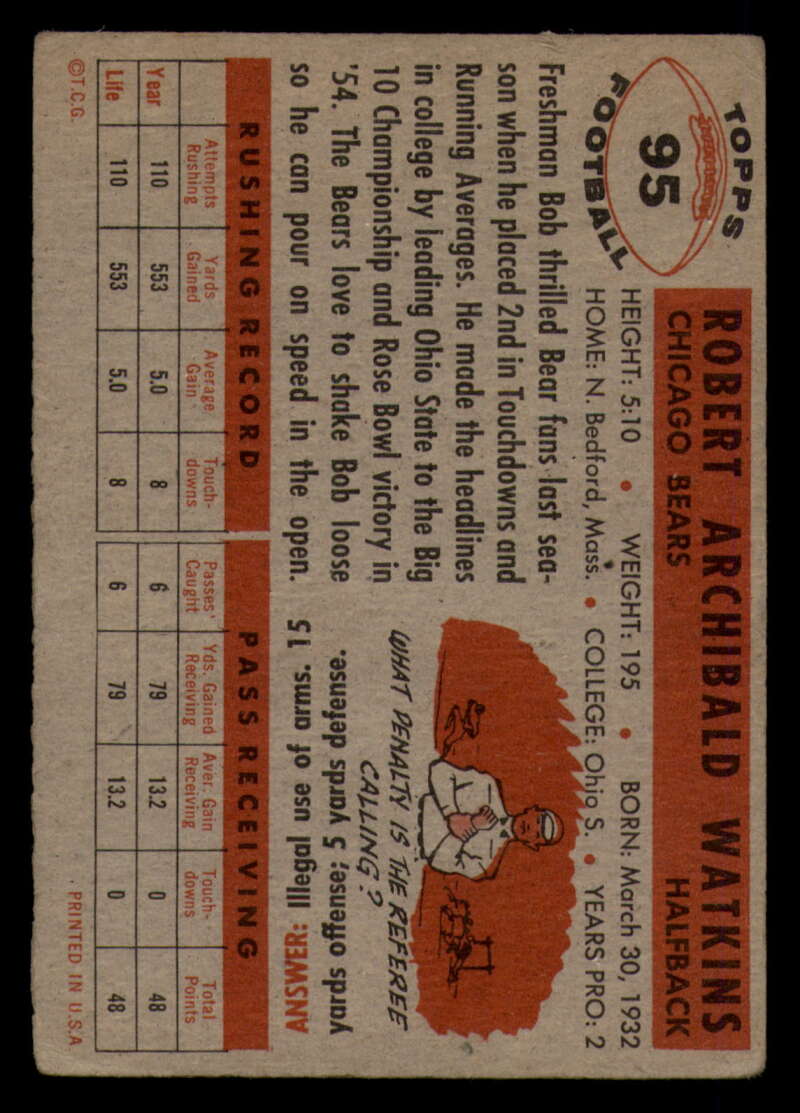 TOPPS
95
FOOTBALL
ROBERT ARCHIBALD WATKINS
CHICAGO BEARS HALFBACK
HEIGHT: 5:10 • WEIGHT: 195 • BORN: March 30, 1932
HOME: N. Bedford, Mass. • COLLEGE: Ohio S. • YEARS PRO: 2
Freshman Bob thrilled Bear fans last sea-
son when he placed 2nd in Touchdowns and
Running Averages. He made the headlines
in college by leading Ohio State to the Big
10 Championship and Rose Bowl victory in
'54. The Bears love to shake Bob loose
so he can pour on speed in the open.
WHAT PENALTY IS THE REFEREE
CALLING?
ANSWER: Illegal use of arms. 15
yards offense; 5 yards defense.
RUSHING RECORD PASS RECEIVING
Attempts Rushing Yards Gained Average Gain Touch-downs Passes Caught Yds. Gained Receiving Aver. Gain Receiving Touch-downs Total Points
Year 110 553 5.0 8 6 79 13.2 0 48
Life 110 553 5.0 8 6 79 13.2 0 48
©T.C.G. PRINTED IN U.S.A